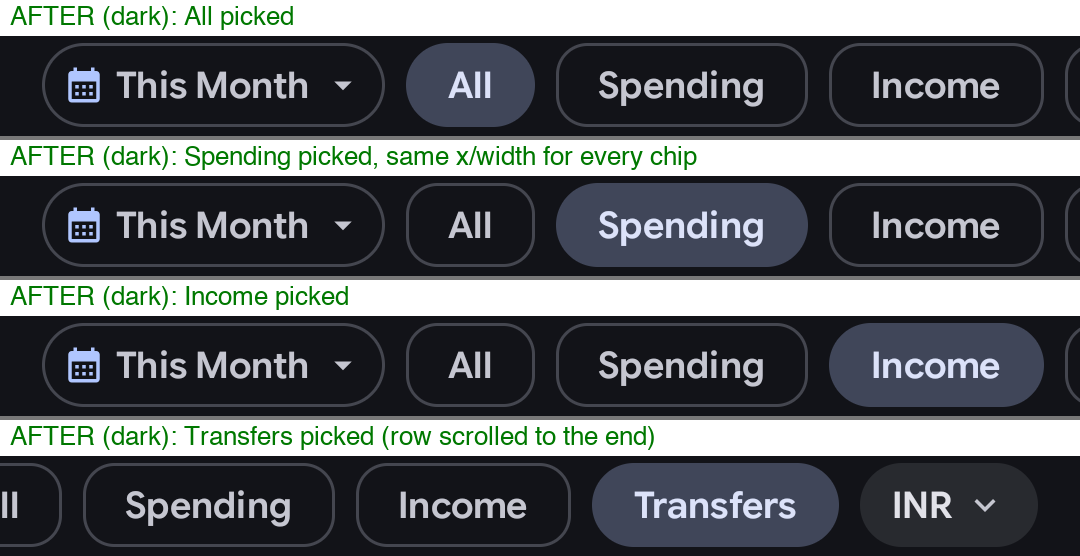 AFTER (dark): All picked
This Month All Spending Income
AFTER (dark): Spending picked, same x/width for every chip
This Month All Spending Income
AFTER (dark): Income picked
This Month All Spending Income
AFTER (dark): Transfers picked (row scrolled to the end)
ll Spending Income Transfers INR